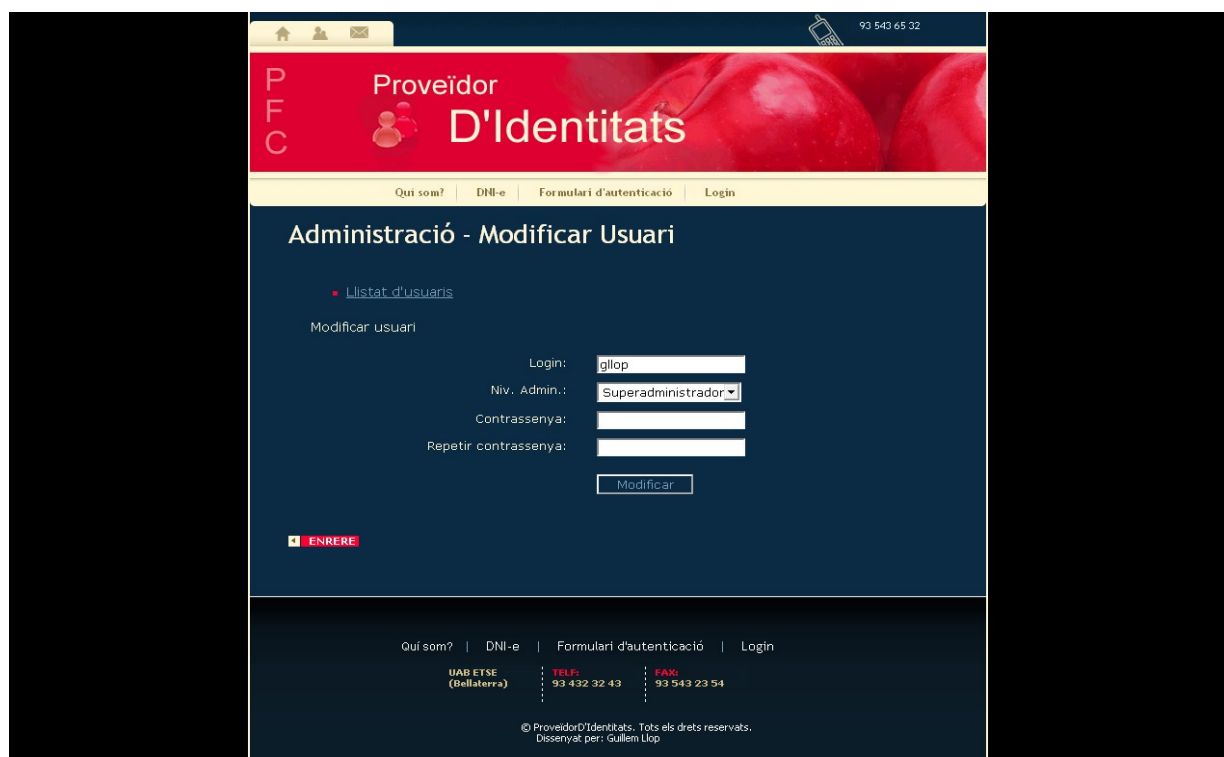 93 543 65 32
P
F
C
Proveïdor
D'Identitats
Qui som? DNI-e Formulari d'autenticació Login
Administració - Modificar Usuari
Llistat d'usuaris
Modificar usuari
Login: gllop
Niv. Admin.: Superadministrador
Contrassenya:
Repetir contrassenya:
Modificar
ENRERE
Quí som? | DNI-e | Formulari d'autenticació | Login
UAB ETSE TELF: FAX:
(Bellaterra) 93 432 32 43 93 543 23 54
© ProveïdorD'Identitats. Tots els drets reservats.
Dissenyat per: Guillem Llop